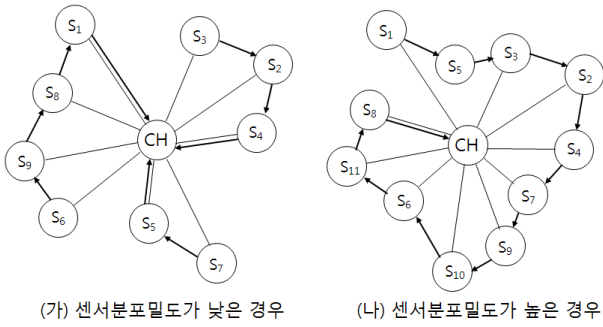 S1
S3
S2
S8
CH
S4
S9
S6
S5
S7
(가) 센서분포밀도가 낮은 경우
S1
S5
S3
S2
S8
CH
S4
S11
S7
S6
S9
S10
(나) 센서분포밀도가 높은 경우